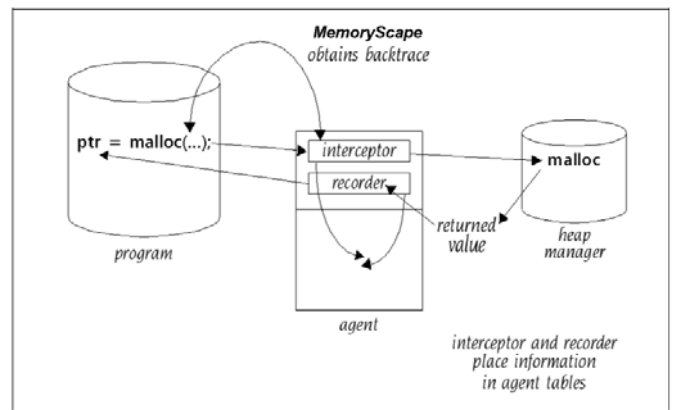 MemoryScape
obtains backtrace
ptr = malloc(...);
interceptor
malloc
recorder
returned
value
heap
manager
program
agent
interceptor and recorder
place information
in agent tables